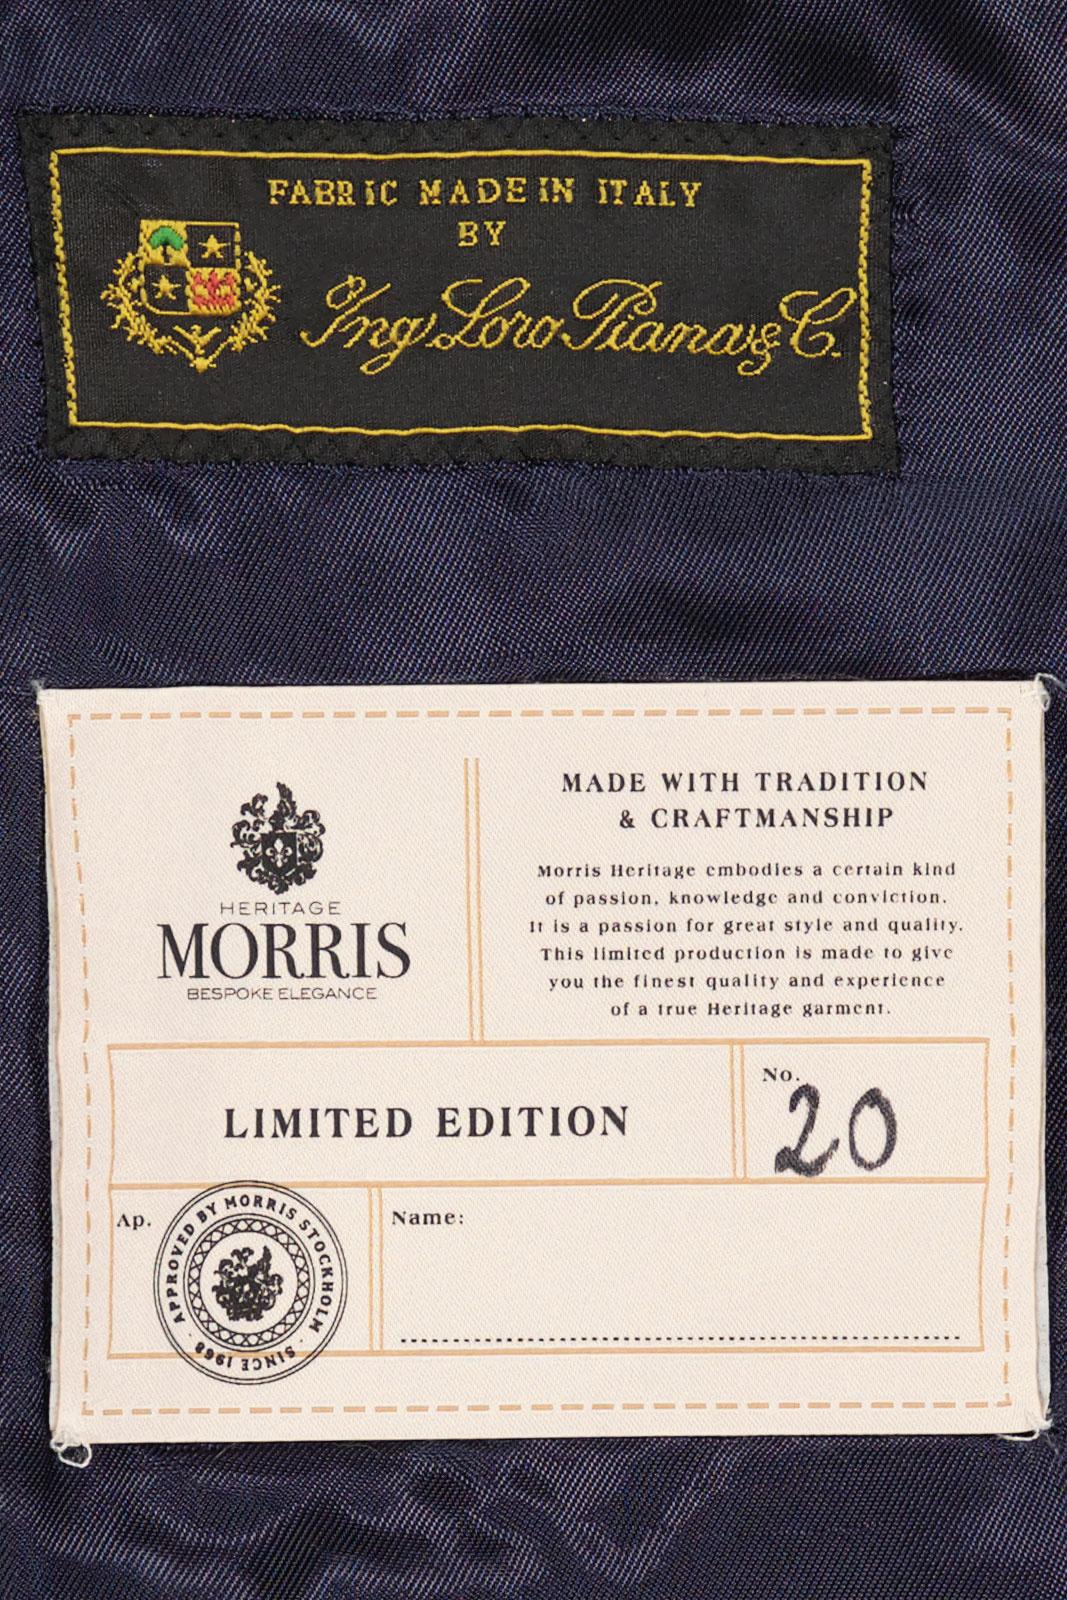 FABRIC MADE IN ITALY
BY
Ing Loro Piana & C.
HERITAGE
MORRIS
BESPOKE ELEGANCE
MADE WITH TRADITION
& CRAFTMANSHIP
Morris Heritage embodies a certain kind
of passion, knowledge and conviction.
It is a passion for great style and quality.
This limited production is made to give
you the finest quality and experience
of a true Heritage garment.
LIMITED EDITION
No.
20
Ap.
APPROVED BY MORRIS STOCKHOLM
· SINCE 1968 ·
Name: